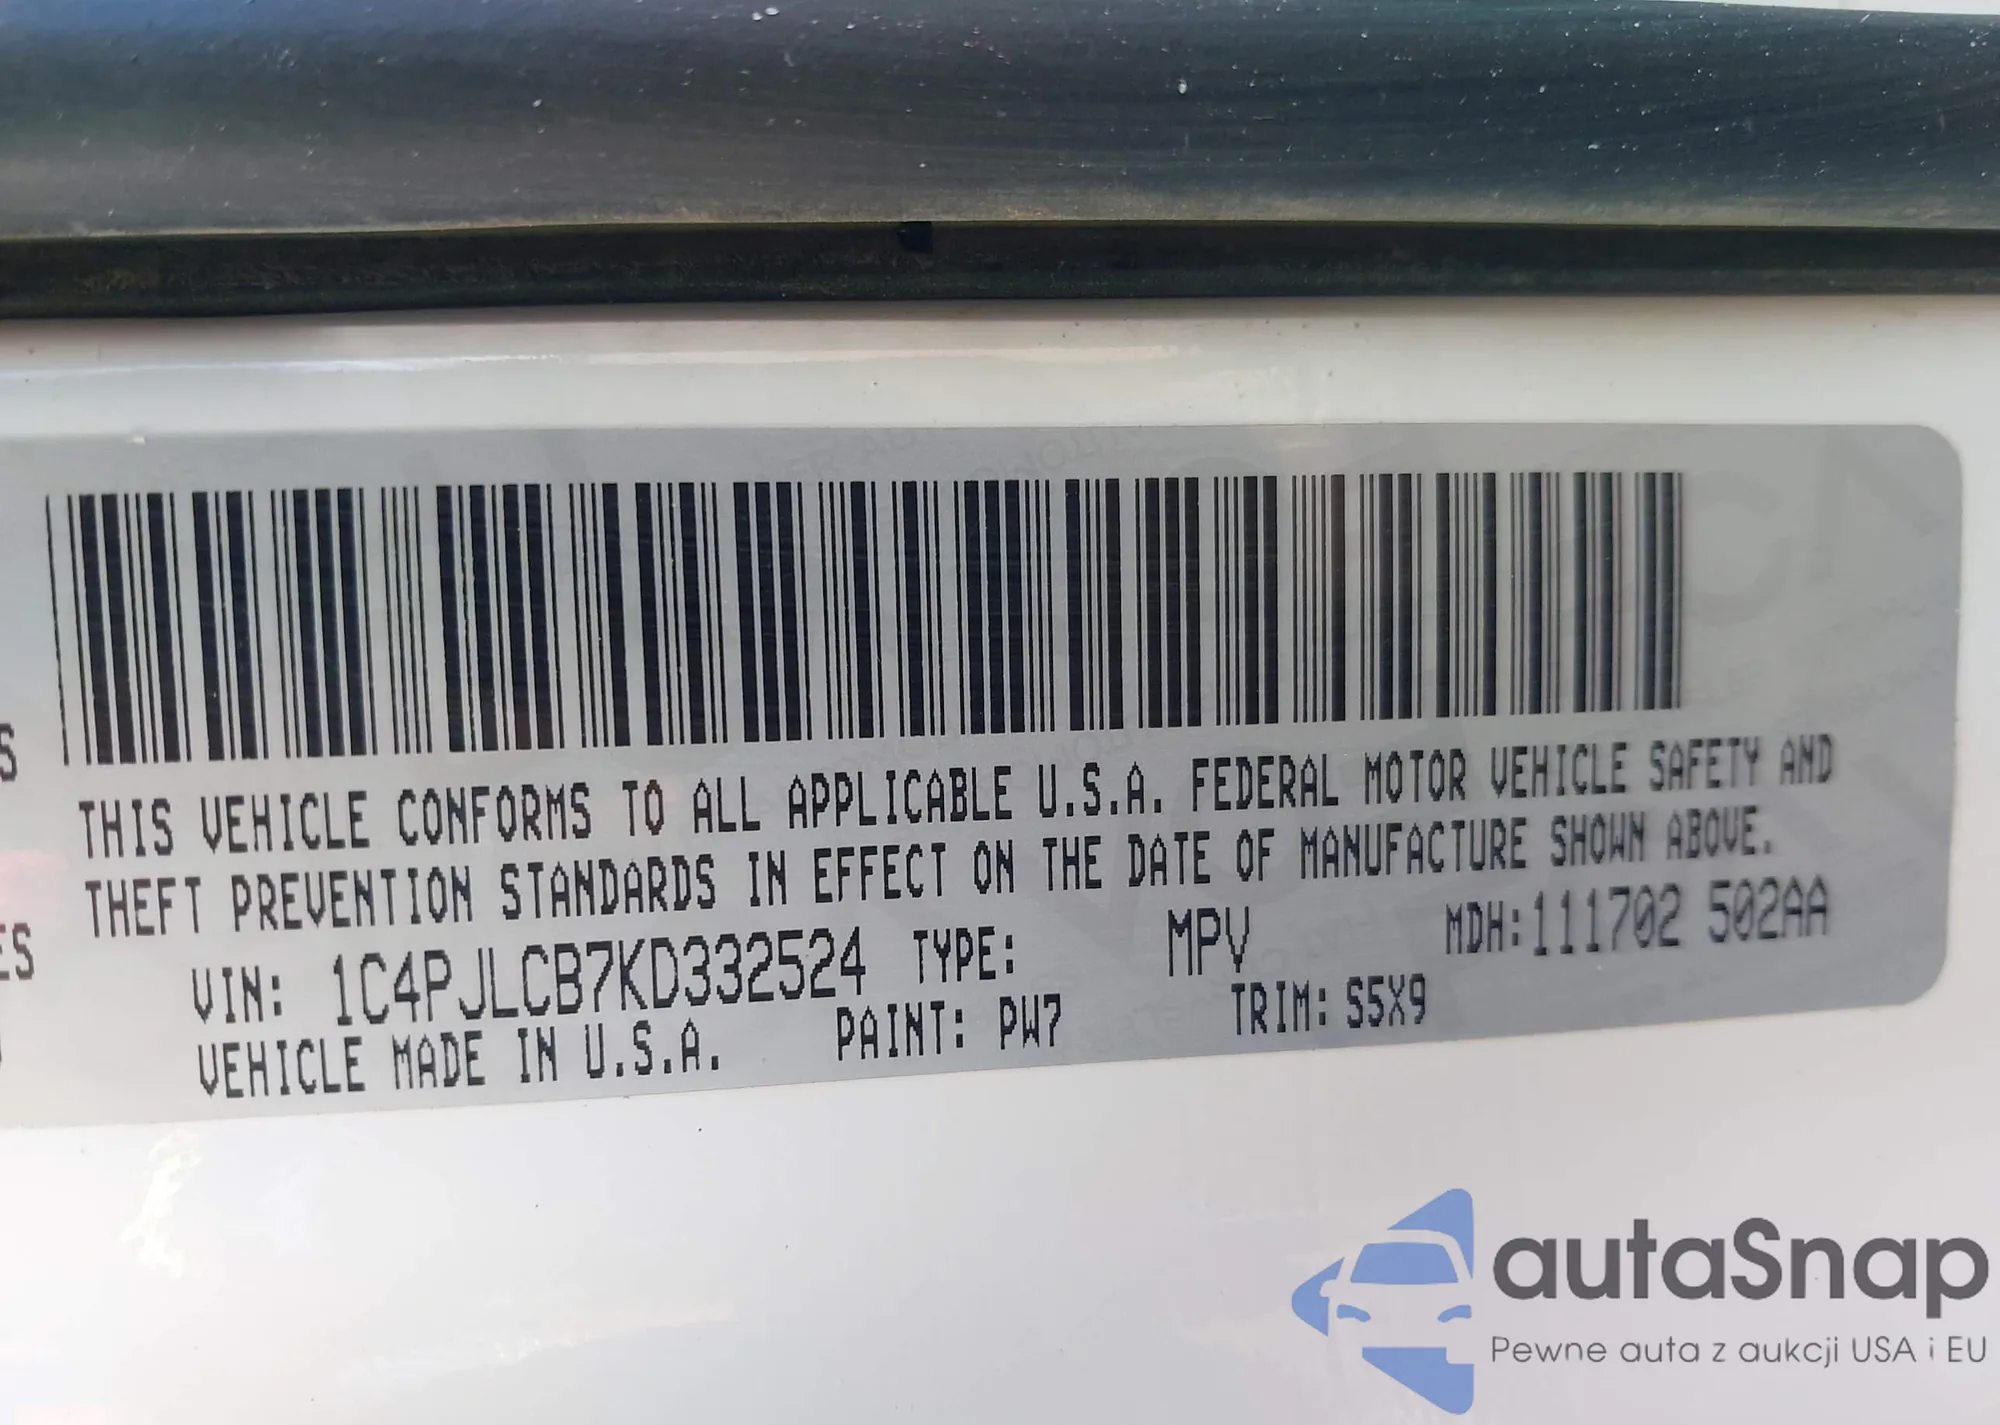 THIS VEHICLE CONFORMS TO ALL APPLICABLE U.S.A. FEDERAL MOTOR VEHICLE SAFETY AND
THEFT PREVENTION STANDARDS IN EFFECT ON THE DATE OF MANUFACTURE SHOWN ABOVE.
VIN: 1C4PJLCB7KD332524 TYPE: MPV MDH:111702 502AA
VEHICLE MADE IN U.S.A. PAINT: PW7 TRIM: S5X9
autaSnap
Pewne auta z aukcji USA i EU